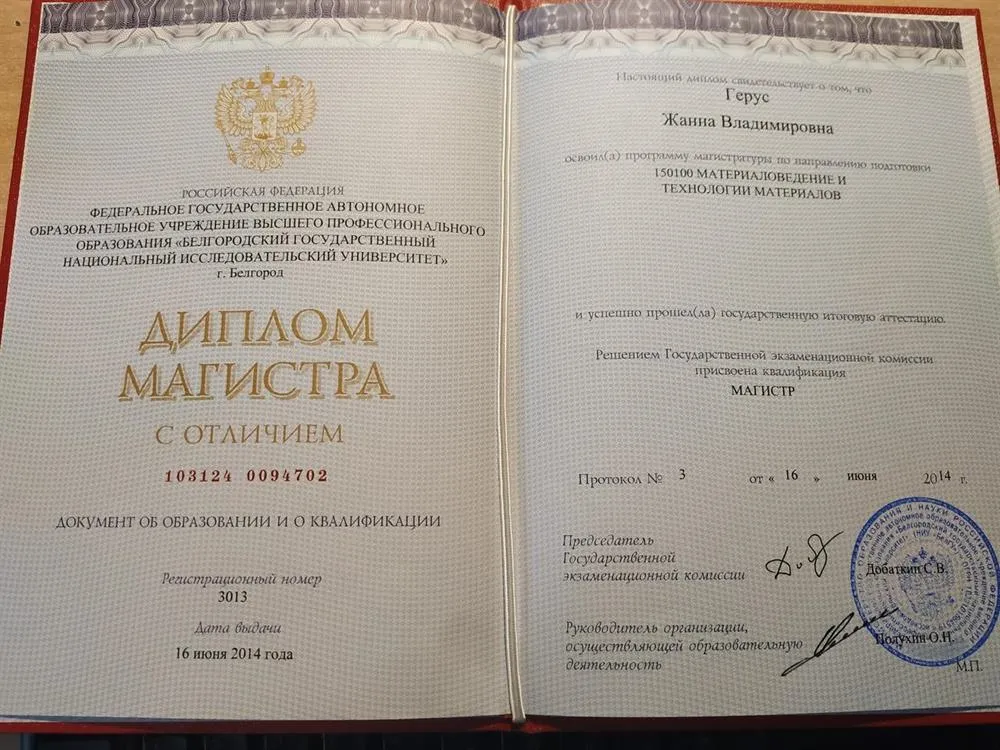 РОССИЙСКАЯ ФЕДЕРАЦИЯ
ФЕДЕРАЛЬНОЕ ГОСУДАРСТВЕННОЕ АВТОНОМНОЕ
ОБРАЗОВАТЕЛЬНОЕ УЧРЕЖДЕНИЕ ВЫСШЕГО ПРОФЕССИОНАЛЬНОГО
ОБРАЗОВАНИЯ «БЕЛГОРОДСКИЙ ГОСУДАРСТВЕННЫЙ
НАЦИОНАЛЬНЫЙ ИССЛЕДОВАТЕЛЬСКИЙ УНИВЕРСИТЕТ»
г. Белгород
ДИПЛОМ
МАГИСТРА
С ОТЛИЧИЕМ
103124 0094702
ДОКУМЕНТ ОБ ОБРАЗОВАНИИ И О КВАЛИФИКАЦИИ
Регистрационный номер
3013
Дата выдачи
16 июня 2014 года
Настоящий диплом свидетельствует о том, что
Герус
Жанна Владимировна
освоил(а) программу магистратуры по направлению подготовки
150100 МАТЕРИАЛОВЕДЕНИЕ И
ТЕХНОЛОГИИ МАТЕРИАЛОВ
и успешно прошел(ла) государственную итоговую аттестацию.
Решением Государственной экзаменационной комиссии
присвоена квалификация
МАГИСТР
Протокол № 3 от « 16 » июня 2014 г.
Председатель
Государственной
экзаменационной комиссии
Добаткин С.В.
Руководитель организации,
осуществляющей образовательную
деятельность
Полухин О.Н.
М.П.